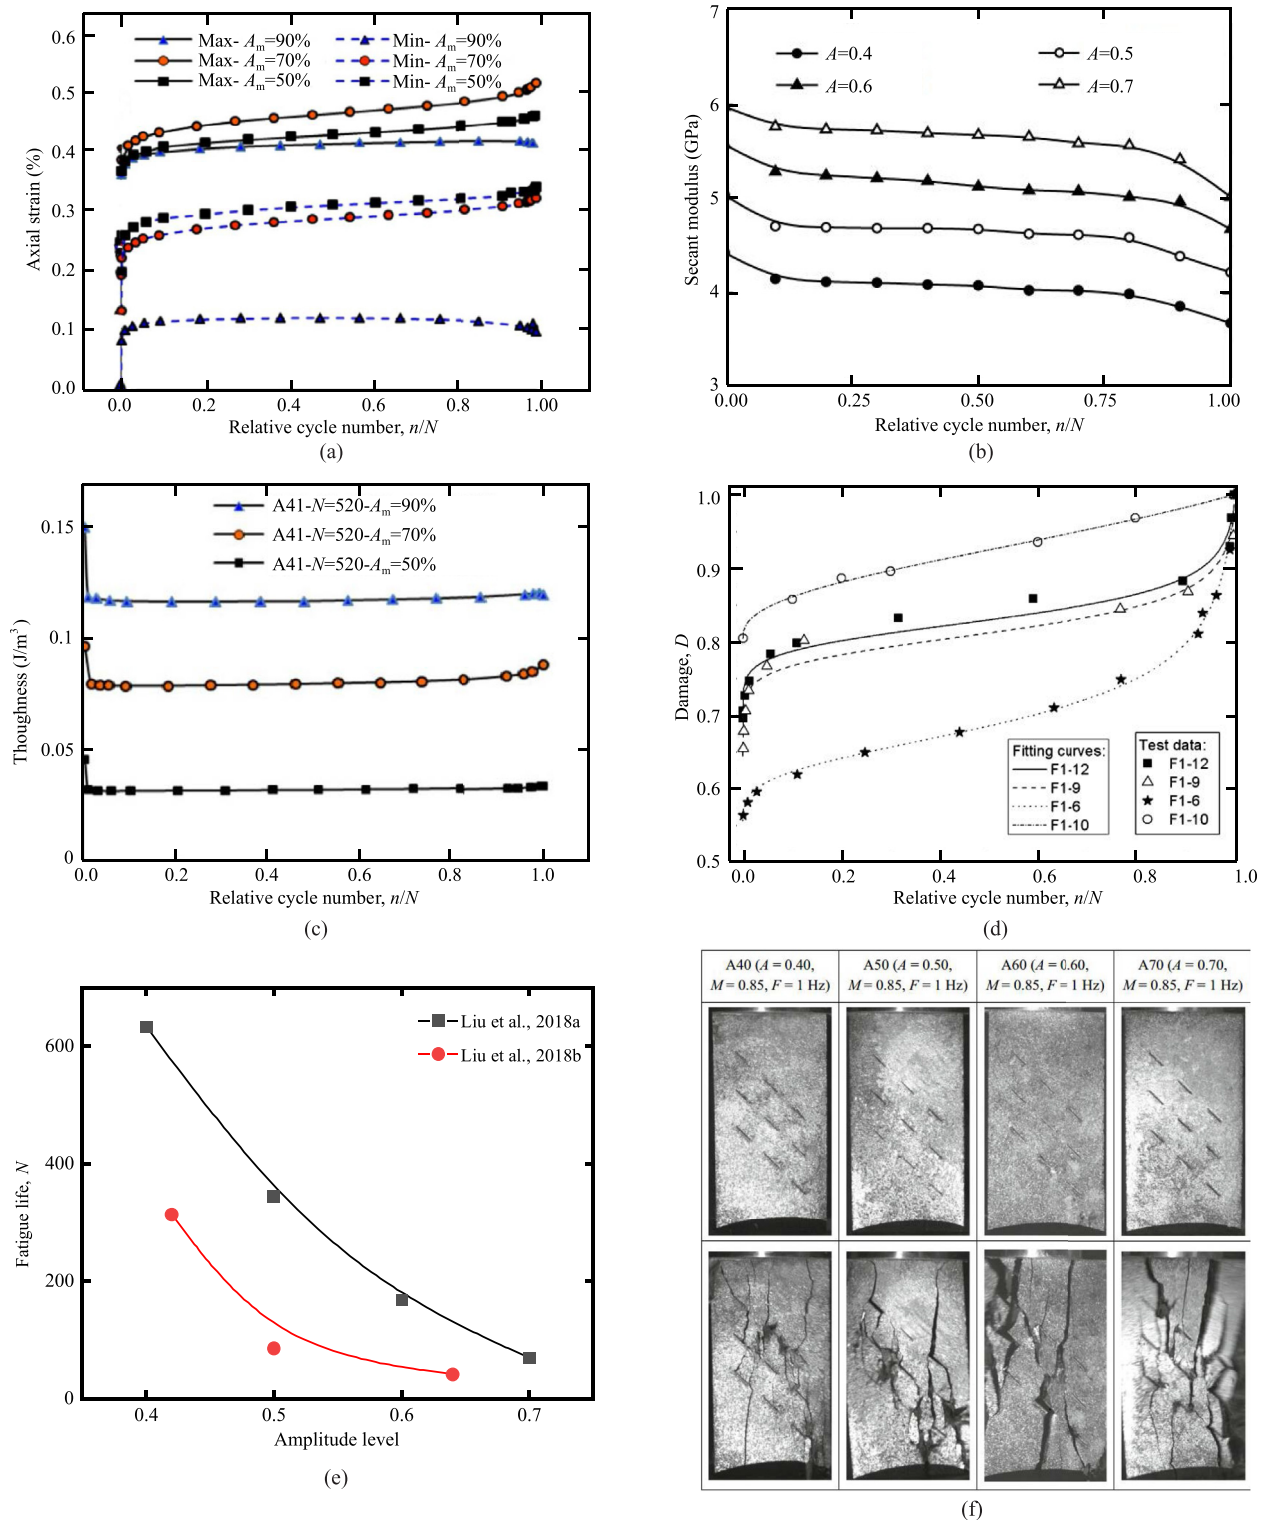 0.6
0.5
0.4
0.3
0.2
0.1
0.0
Axial strain (%)
Max- Am=90%
Max- Am=70%
Max- Am=50%
Min- Am=90%
Min- Am=70%
Min- Am=50%
0.0 0.2 0.4 0.6 0.8 1.00
Relative cycle number, n/N
(a)
7
6
5
4
3
Secant modulus (GPa)
A=0.4
A=0.6
A=0.5
A=0.7
0.00 0.25 0.50 0.75 1.00
Relative cycle number, n/N
(b)
0.15
0.1
0.05
0
Thoughness (J/m³)
A41-N=520-Am=90%
A41-N=520-Am=70%
A41-N=520-Am=50%
0.0 0.2 0.4 0.6 0.8 1.0
Relative cycle number, n/N
(c)
1.0
0.9
0.8
0.7
0.6
0.5
Damage, D
Fitting curves:
F1-12
F1-9
F1-6
F1-10
Test data:
F1-12
F1-9
F1-6
F1-10
0.0 0.2 0.4 0.6 0.8 1.0
Relative cycle number, n/N
(d)
600
400
200
0
Fatigue life, N
Liu et al., 2018a
Liu et al., 2018b
0.4 0.5 0.6 0.7
Amplitude level
(e)
A40 (A = 0.40,
M = 0.85, F = 1 Hz)
A50 (A = 0.50,
M = 0.85, F = 1 Hz)
A60 (A = 0.60,
M = 0.85, F = 1 Hz)
A70 (A = 0.70,
M = 0.85, F = 1 Hz)
(f)